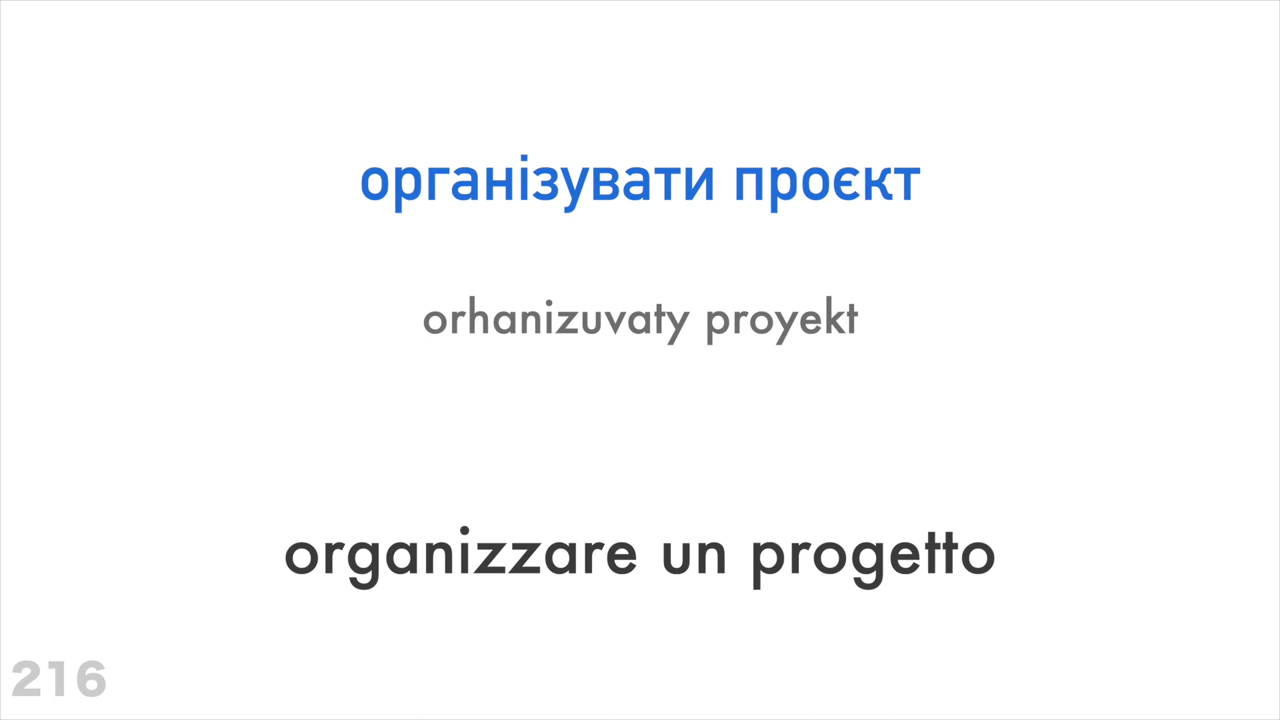 організувати проєкт
orhanizuvaty proyekt
organizzare un progetto
216